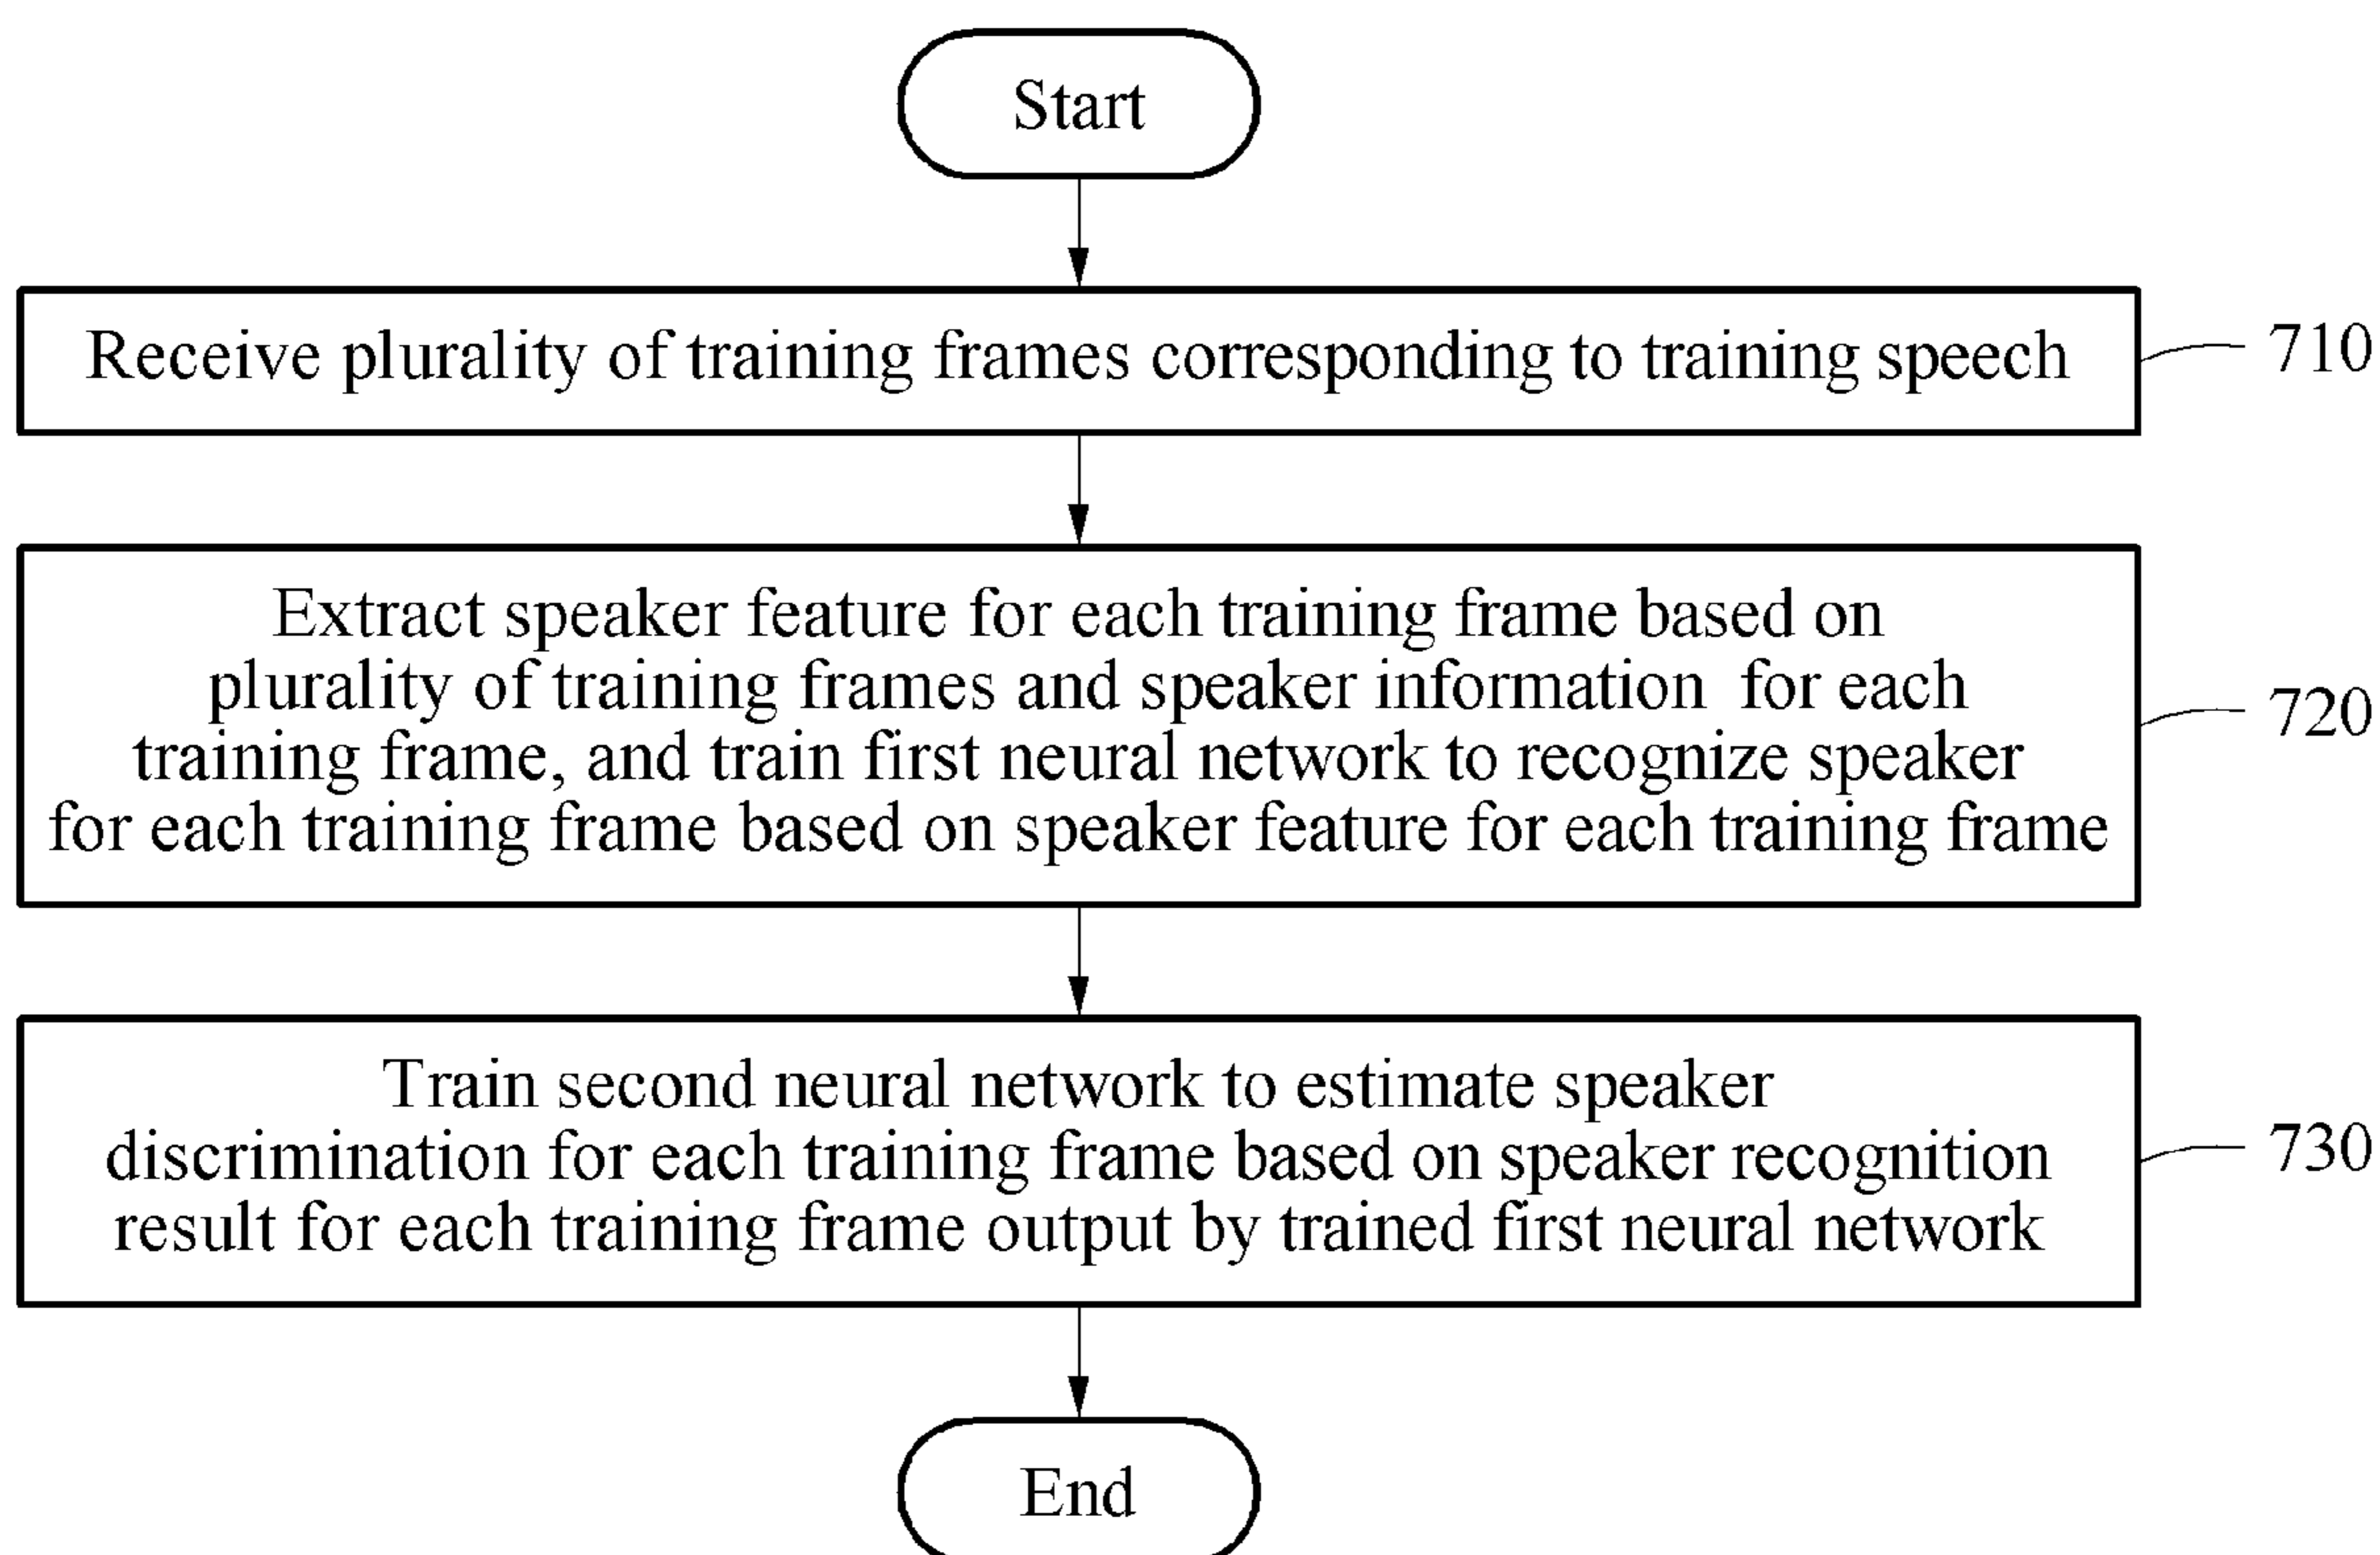 Start
Receive plurality of training frames corresponding to training speech
710
Extract speaker feature for each training frame based on
plurality of training frames and speaker information for each
training frame, and train first neural network to recognize speaker
for each training frame based on speaker feature for each training frame
720
Train second neural network to estimate speaker
discrimination for each training frame based on speaker recognition
result for each training frame output by trained first neural network
730
End